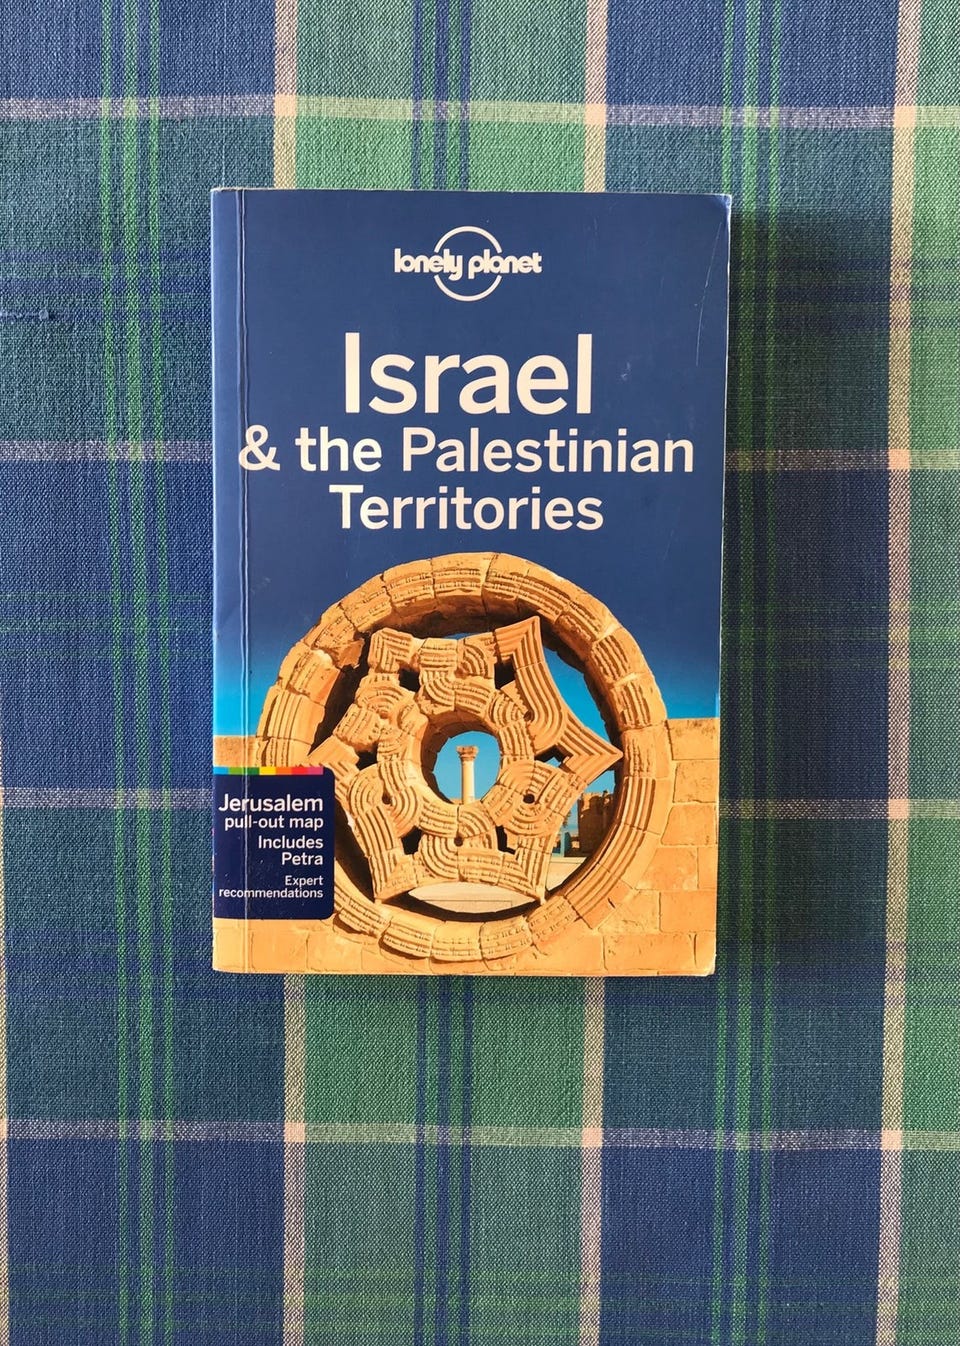 lonely planet
Israel
& the Palestinian
Territories
Jerusalem
pull-out map
Includes
Petra
Expert
recommendations